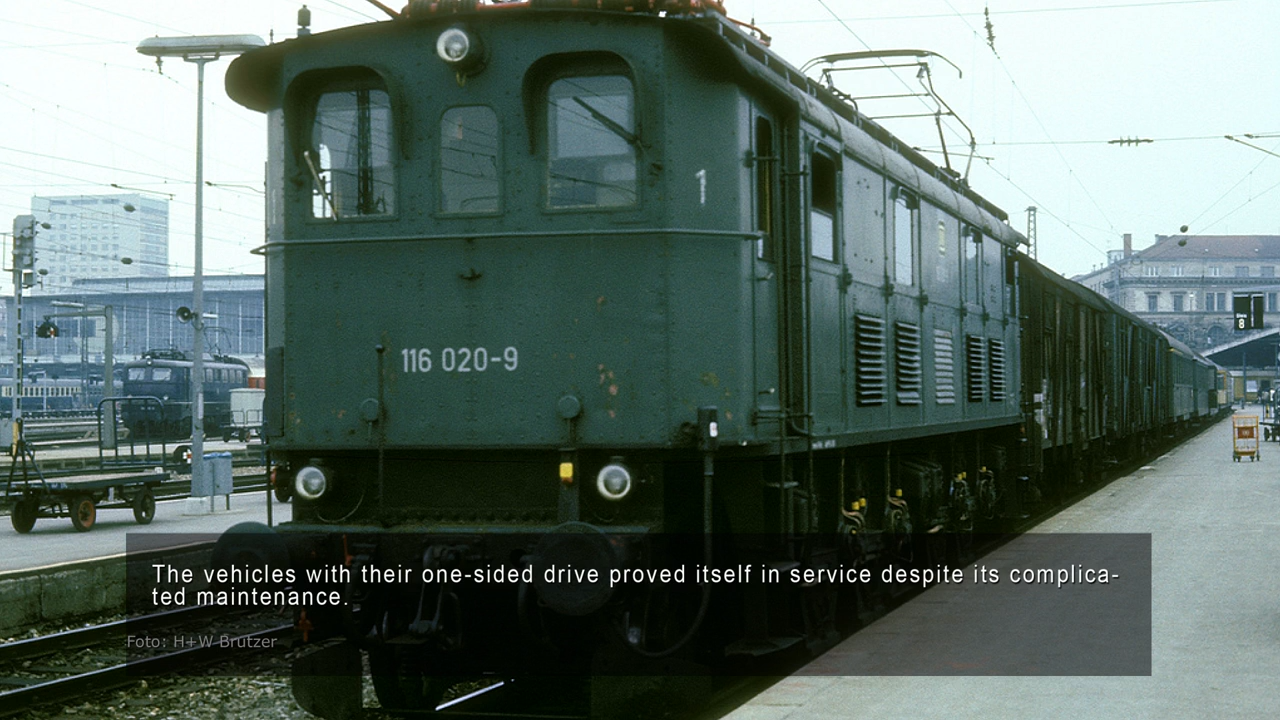 1
116 020-9
8
The vehicles with their one-sided drive proved itself in service despite its complica-
ted maintenance.
Foto: H+W Brutzer